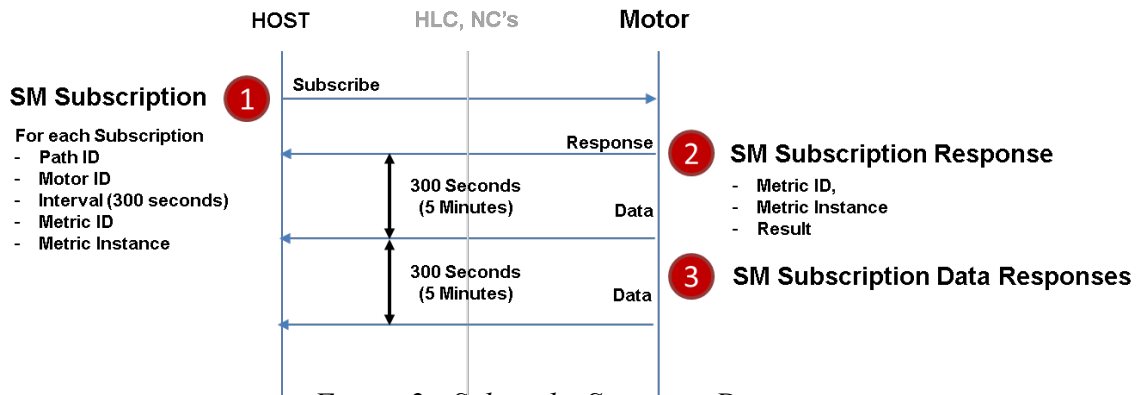 HOST
HLC, NC's
Motor
SM Subscription
1
Subscribe
For each Subscription
- Path ID
- Motor ID
- Interval (300 seconds)
- Metric ID
- Metric Instance
Response
2
SM Subscription Response
- Metric ID,
- Metric Instance
- Result
300 Seconds
(5 Minutes)
Data
3
SM Subscription Data Responses
300 Seconds
(5 Minutes)
Data